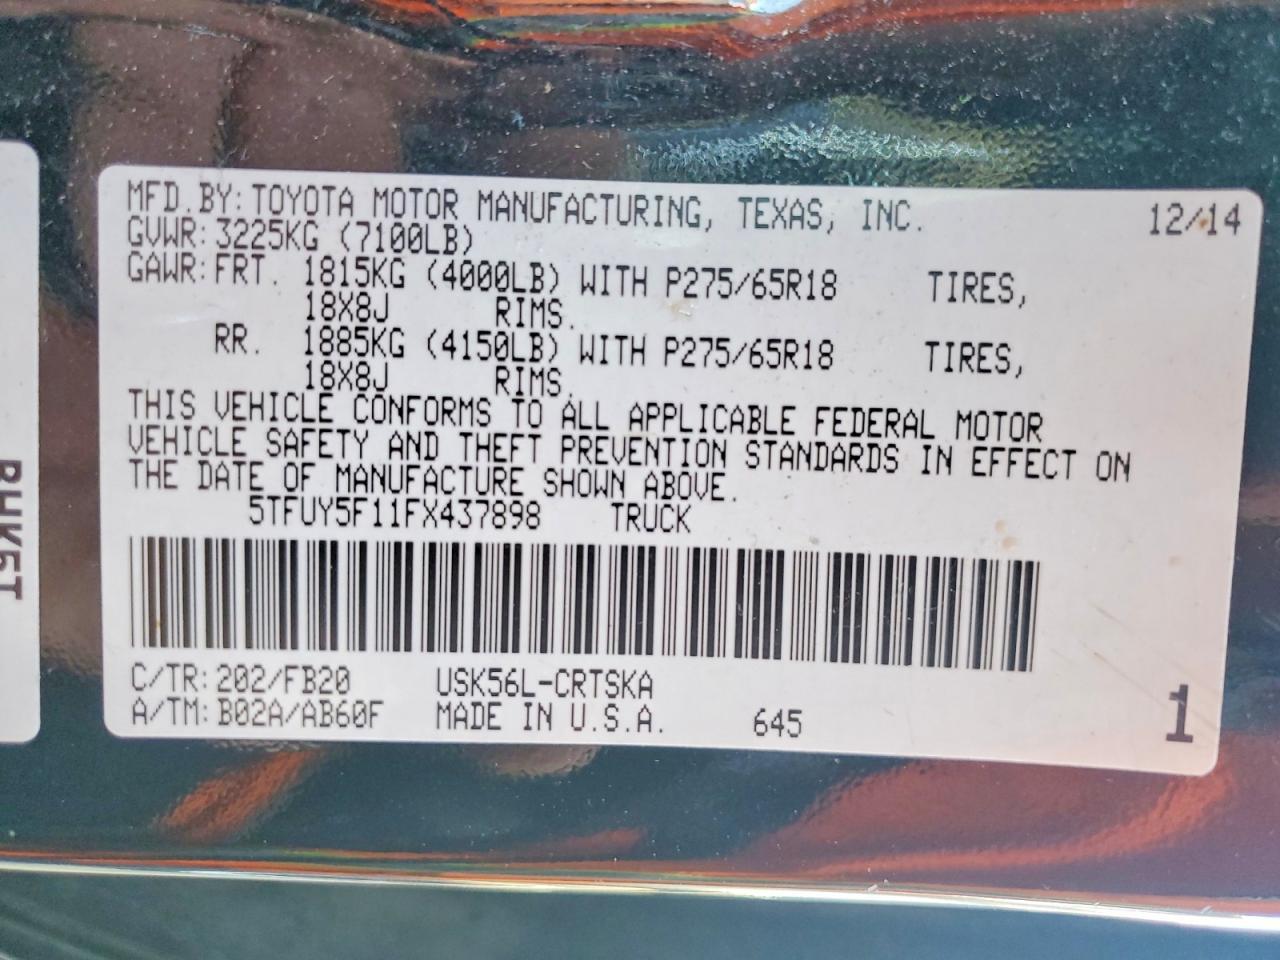 MFD.BY: TOYOTA MOTOR MANUFACTURING, TEXAS, INC. 12/14
GVWR: 3225KG (7100LB)
GAWR: FRT. 1815KG (4000LB) WITH P275/65R18 TIRES,
18X8J RIMS.
RR. 1885KG (4150LB) WITH P275/65R18 TIRES,
18X8J RIMS.
THIS VEHICLE CONFORMS TO ALL APPLICABLE FEDERAL MOTOR
VEHICLE SAFETY AND THEFT PREVENTION STANDARDS IN EFFECT ON
THE DATE OF MANUFACTURE SHOWN ABOVE.
5TFUY5F11FX437898 TRUCK
C/TR: 202/FB20 USK56L-CRTSKA
A/TM: B02A/AB60F MADE IN U.S.A. 645 1